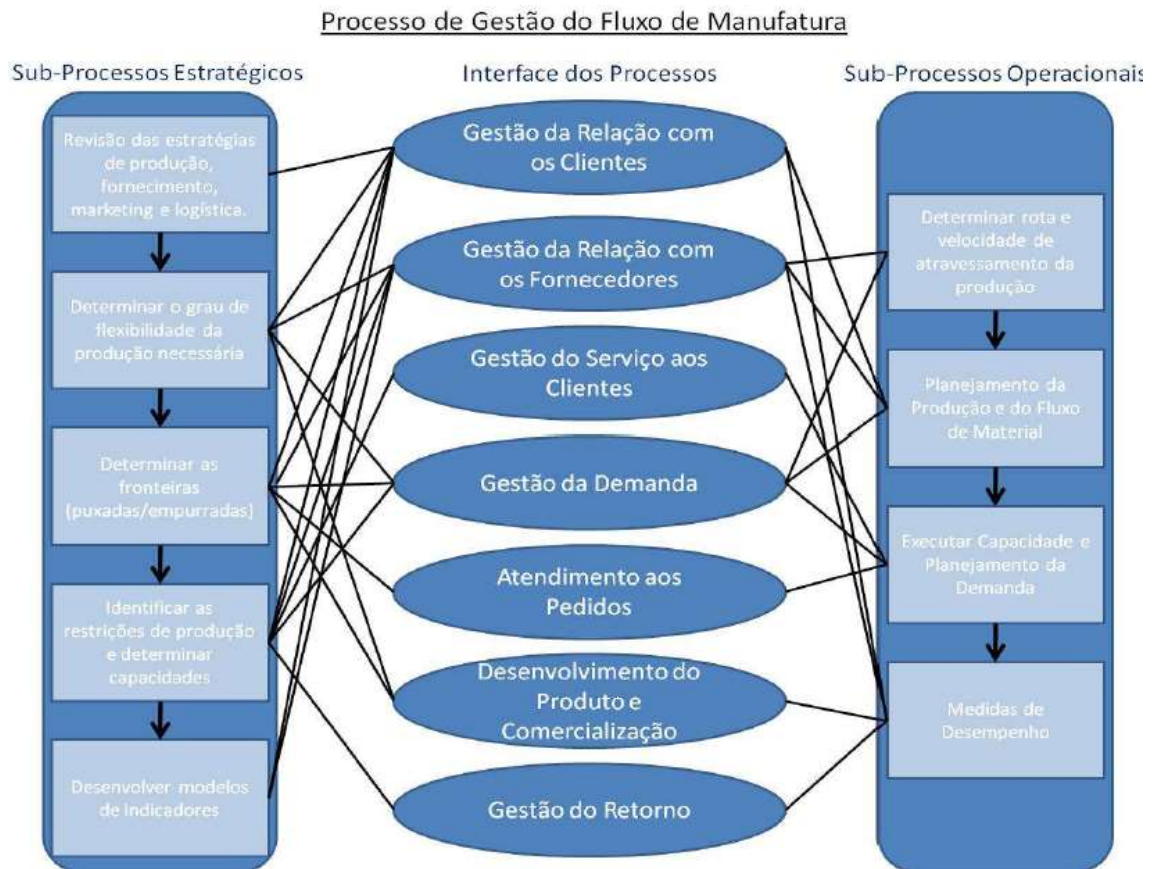 Processo de Gestão do Fluxo de Manufatura
Sub-Processos Estratégicos
Interface dos Processos
Sub-Processos Operacionais
Revisão das estratégias
de produção,
fornecimento,
marketing e logística.
Determinar o grau de
flexibilidade da
produção necessária
Determinar as
fronteiras
(puxadas/empurradas)
Identificar as
restrições de produção
e determinar
capacidades
Desenvolver modelos
de Indicadores
Gestão da Relação com
os Clientes
Gestão da Relação com
os Fornecedores
Gestão do Serviço aos
Clientes
Gestão da Demanda
Atendimento aos
Pedidos
Desenvolvimento do
Produto e
Comercialização
Gestão do Retorno
Determinar rota e
velocidade de
atravessamento da
produção
Planejamento da
Produção e do Fluxo
de Material
Executar Capacidade e
Planejamento da
Demanda
Medidas de
Desempenho